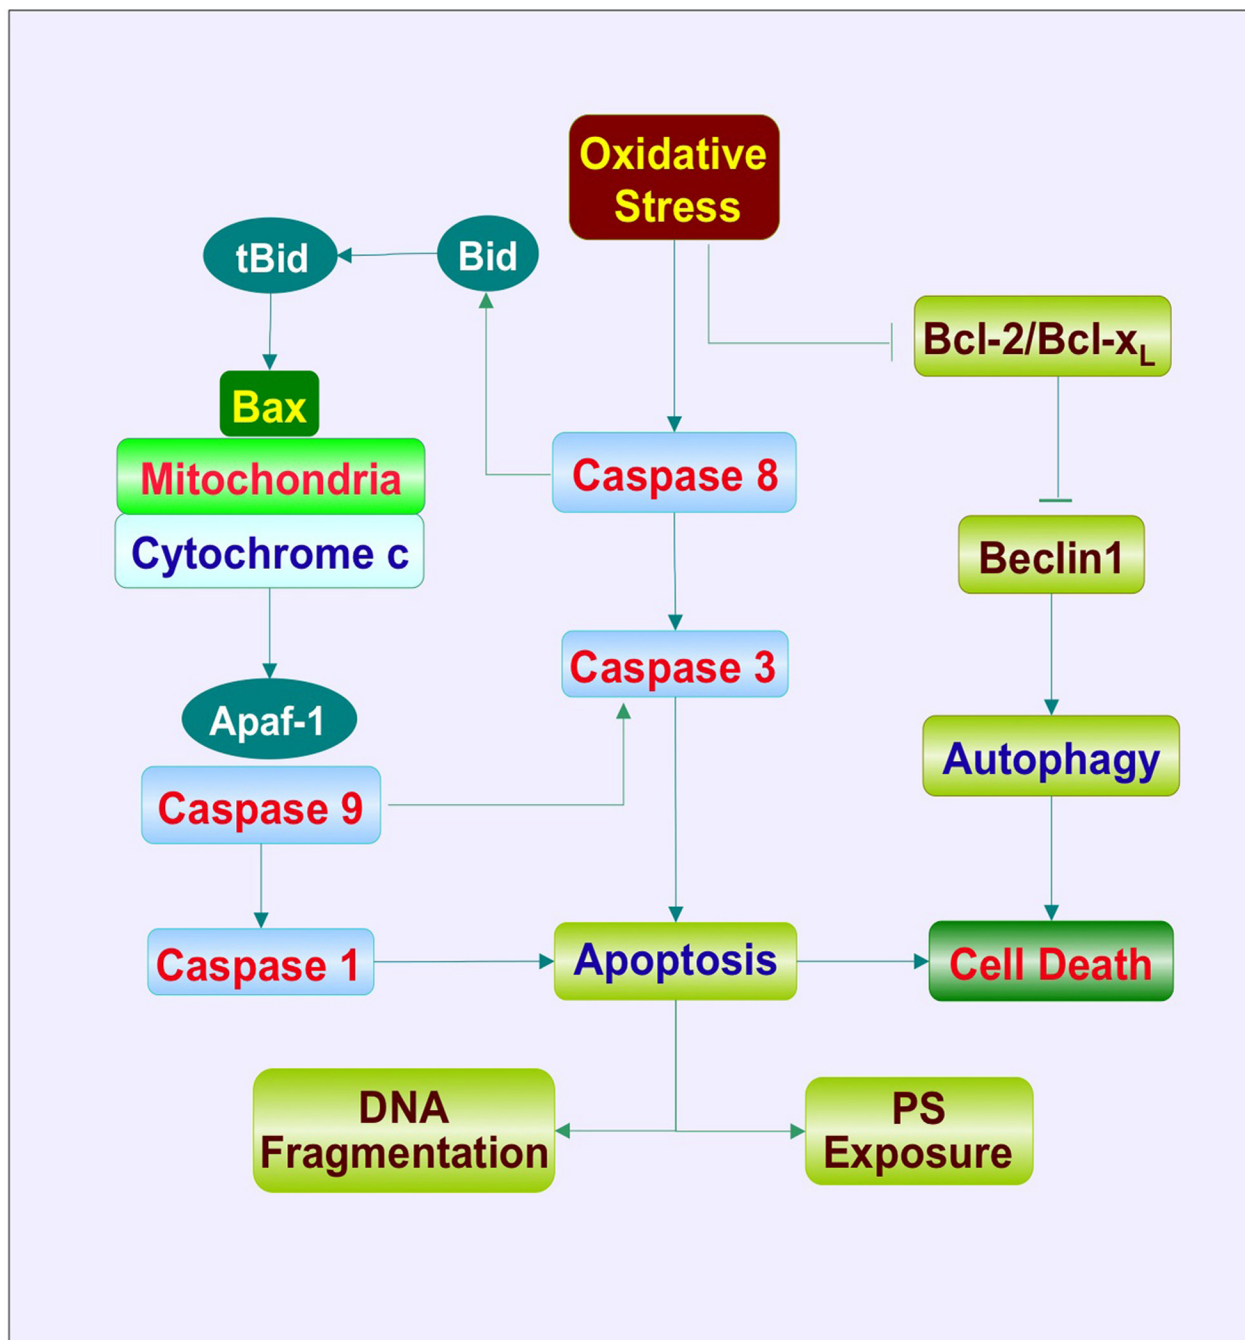 Oxidative
Stress
tBid
Bid
Bcl-2/Bcl-xL
Bax
Mitochondria
Caspase 8
Cytochrome c
Beclin1
Caspase 3
Apaf-1
Autophagy
Caspase 9
Caspase 1
Apoptosis
Cell Death
DNA
Fragmentation
PS
Exposure